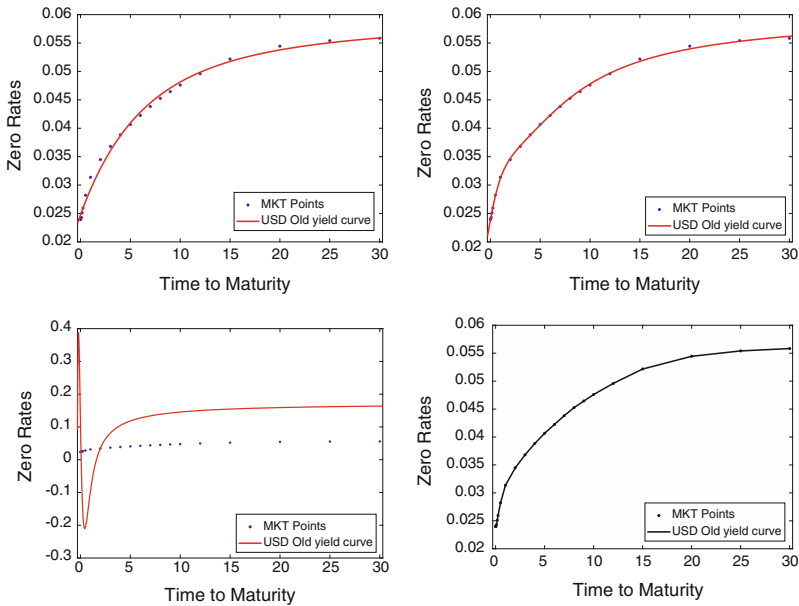 0.06
0.055
0.05
0.045
0.04
0.035
0.03
0.025
0.02
Zero Rates
0 5 10 15 20 25 30
Time to Maturity
MKT Points
USD Old yield curve
0.06
0.055
0.05
0.045
0.04
0.035
0.03
0.025
0.02
Zero Rates
0 5 10 15 20 25 30
Time to Maturity
MKT Points
USD Old yield curve
0.4
0.3
0.2
0.1
0
-0.1
-0.2
-0.3
Zero Rates
0 5 10 15 20 25 30
Time to Maturity
MKT Points
USD Old yield curve
0.06
0.055
0.05
0.045
0.04
0.035
0.03
0.025
0.02
Zero Rates
0 5 10 15 20 25 30
Time to Maturity
MKT Points
USD Old yield curve